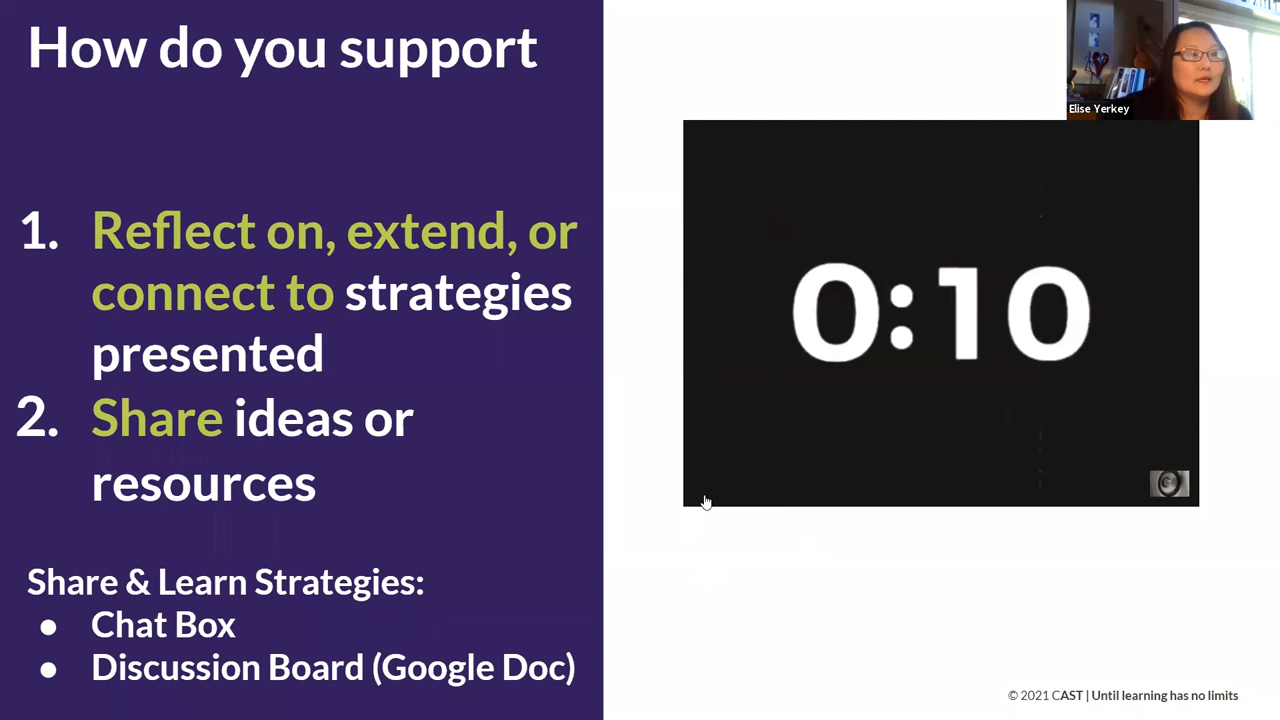 How do you support
1. Reflect on, extend, or
connect to strategies
presented
2. Share ideas or
resources
Share & Learn Strategies:
● Chat Box
● Discussion Board (Google Doc)
Elise Yerkey
0:10
© 2021 CAST | Until learning has no limits